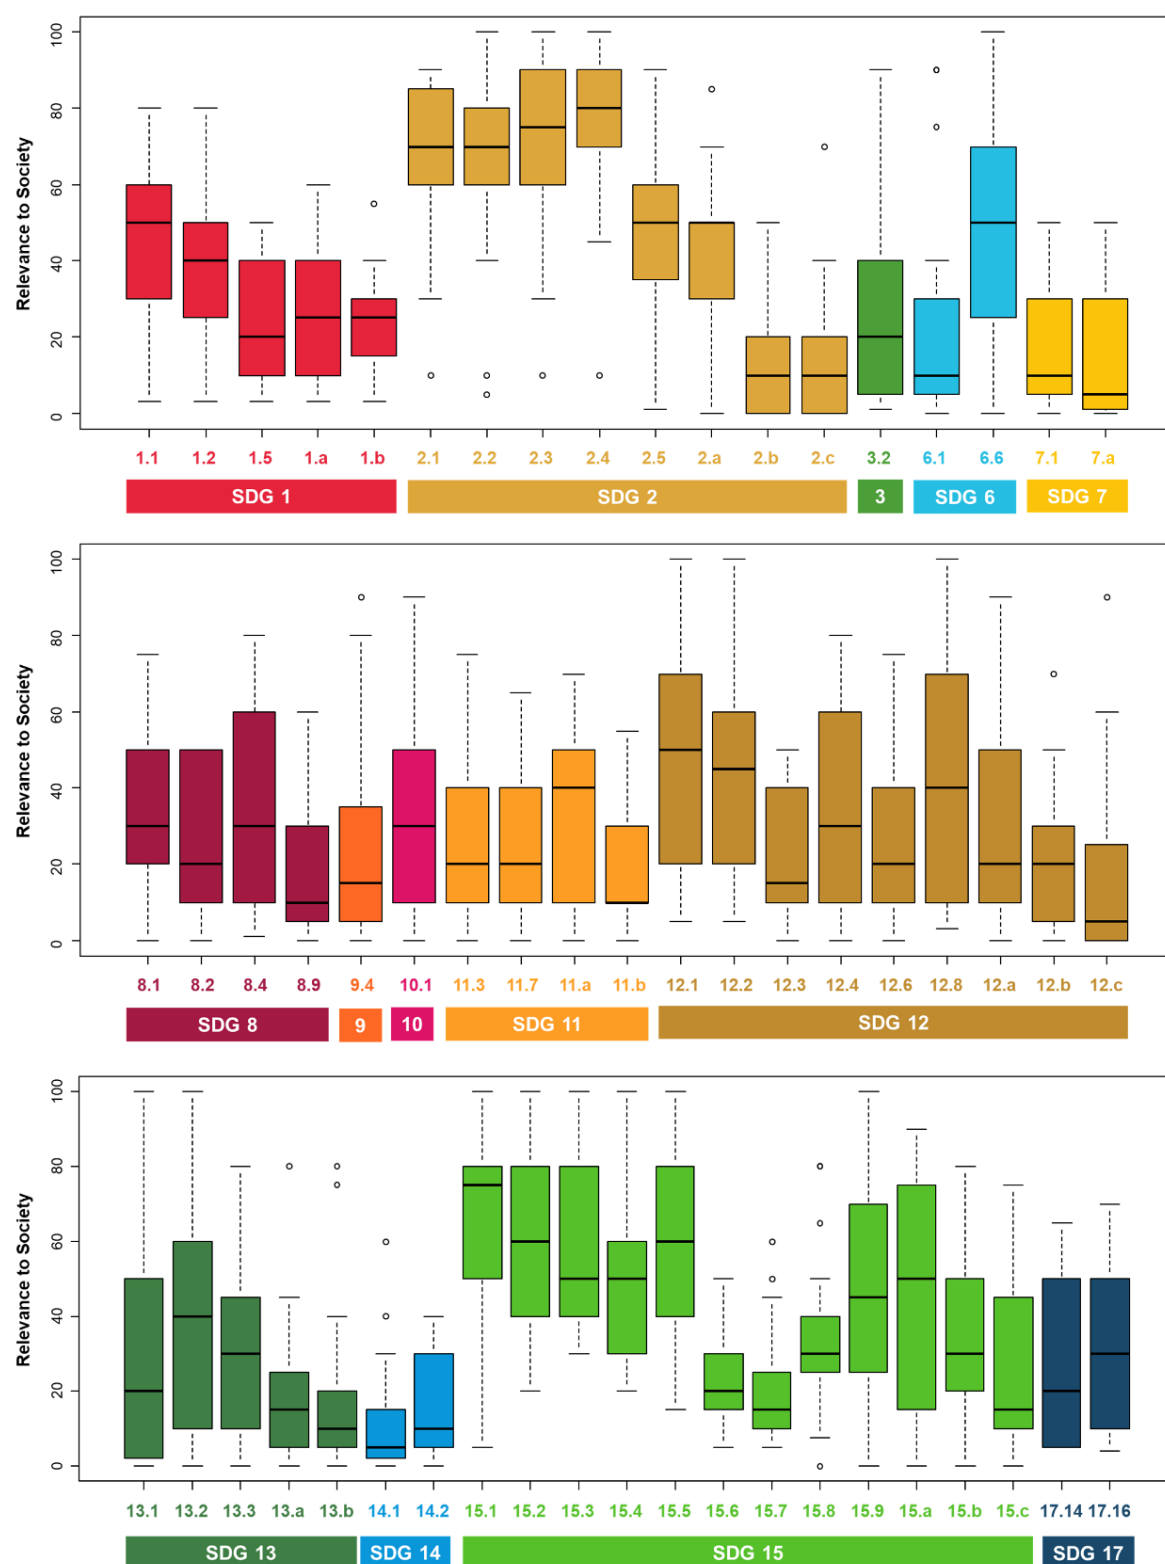 Relevance to Society
100
80
60
40
20
0
1.1 1.2 1.5 1.a 1.b 2.1 2.2 2.3 2.4 2.5 2.a 2.b 2.c 3.2 6.1 6.6 7.1 7.a
SDG 1 SDG 2 3 SDG 6 SDG 7
Relevance to Society
100
80
60
40
20
0
8.1 8.2 8.4 8.9 9.4 10.1 11.3 11.7 11.a 11.b 12.1 12.2 12.3 12.4 12.6 12.8 12.a 12.b 12.c
SDG 8 9 10 SDG 11 SDG 12
Relevance to Society
100
80
60
40
20
0
13.1 13.2 13.3 13.a 13.b 14.1 14.2 15.1 15.2 15.3 15.4 15.5 15.6 15.7 15.8 15.9 15.a 15.b 15.c 17.14 17.16
SDG 13 SDG 14 SDG 15 SDG 17